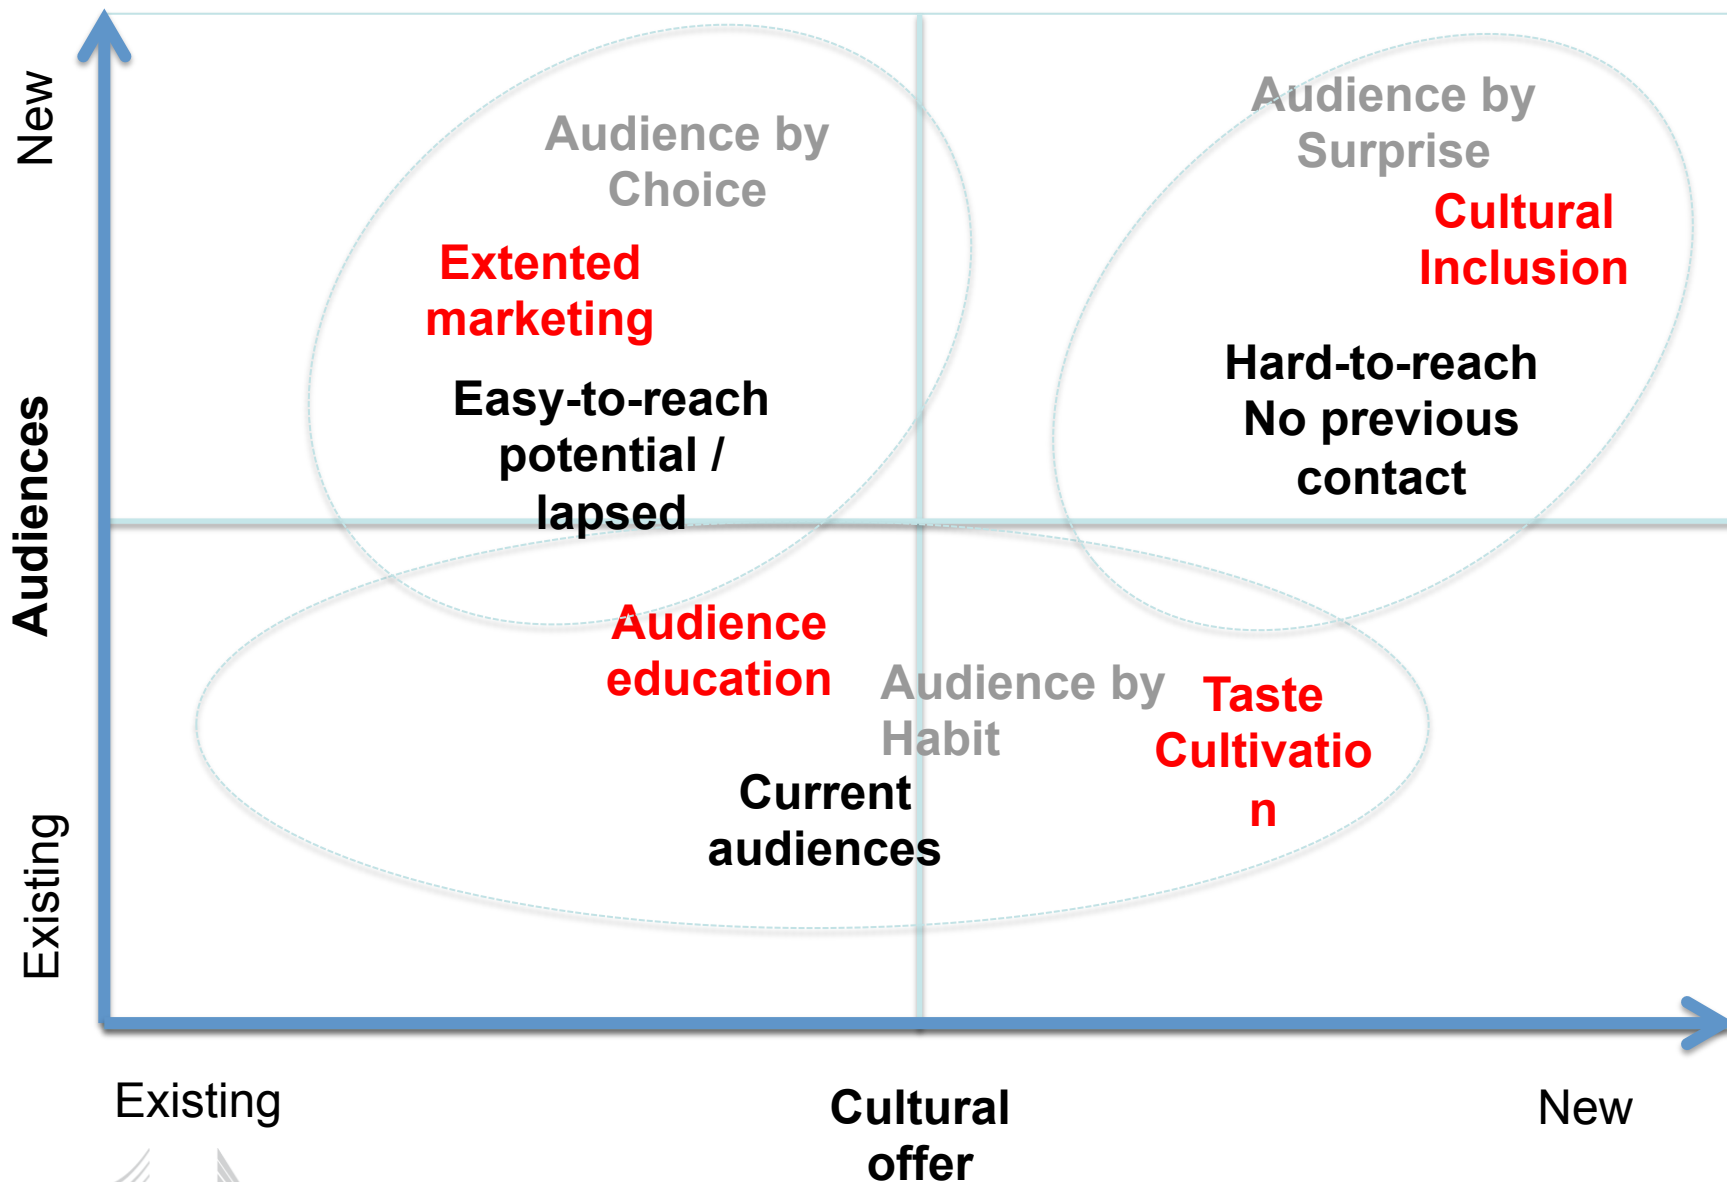 New
Audience by
Choice
Audience by
Surprise
Extented
marketing
Cultural
Inclusion
Easy-to-reach
potential /
lapsed
Hard-to-reach
No previous
contact
Audiences
Audience
education
Audience by
Habit
Taste
Cultivatio
n
Current
audiences
Existing
Existing
Cultural
offer
New